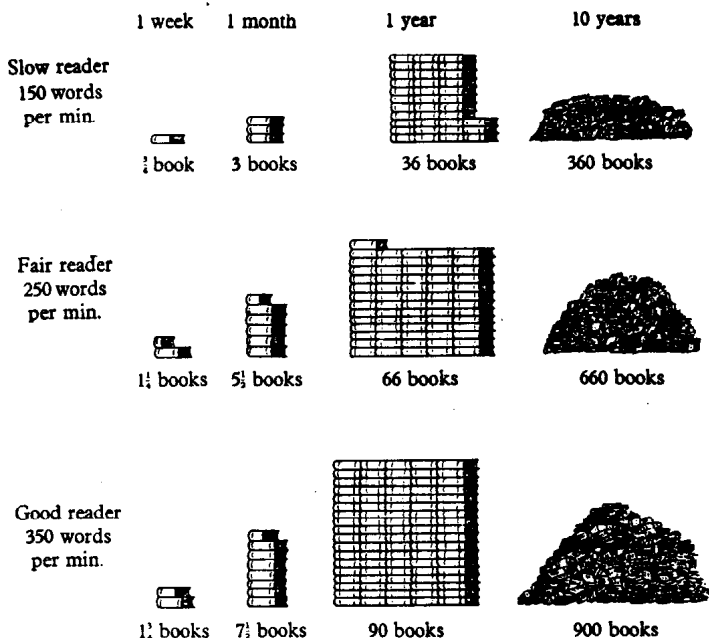 1 week 1 month 1 year 10 years
Slow reader
150 words
per min.
¾ book 3 books 36 books 360 books
Fair reader
250 words
per min.
1¼ books 5½ books 66 books 660 books
Good reader
350 words
per min.
1¾ books 7½ books 90 books 900 books